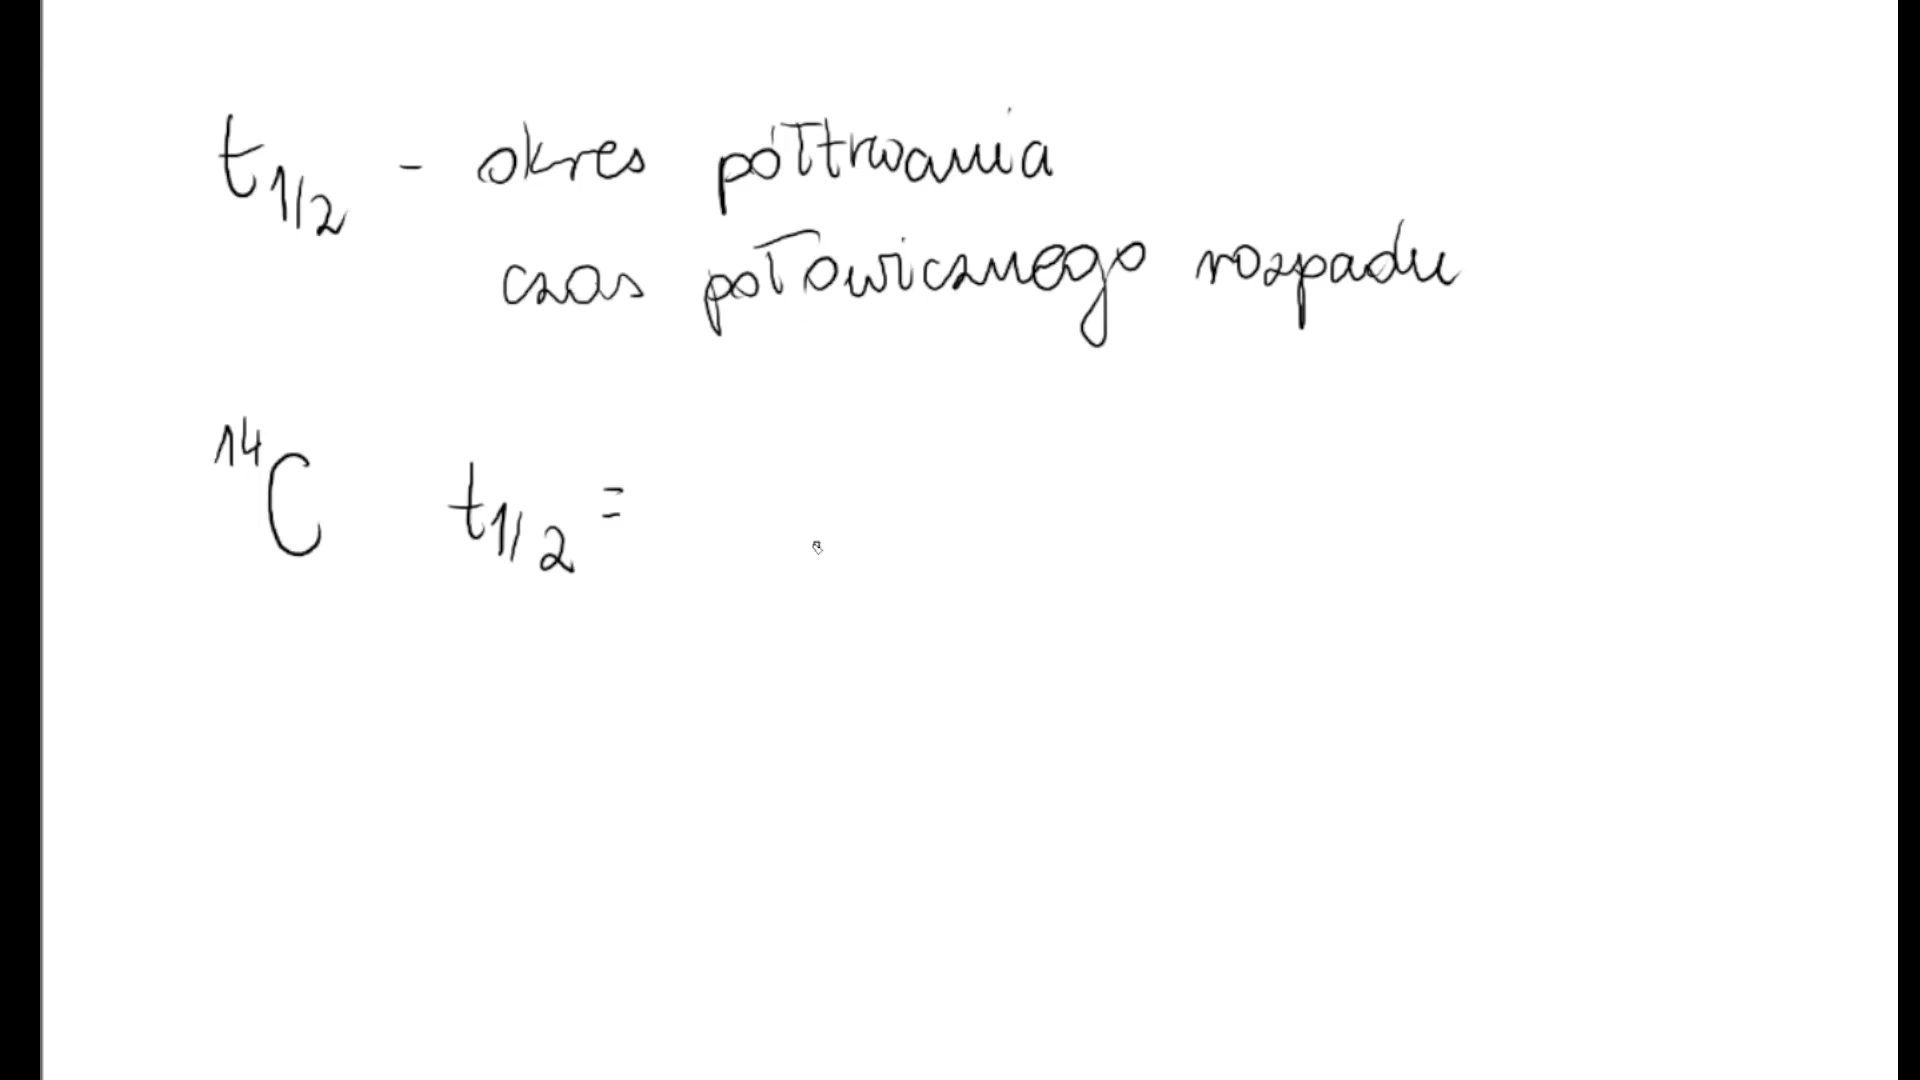 t1/2 - okres półtrwania
czas połowicznego rozpadu
14C t1/2 =